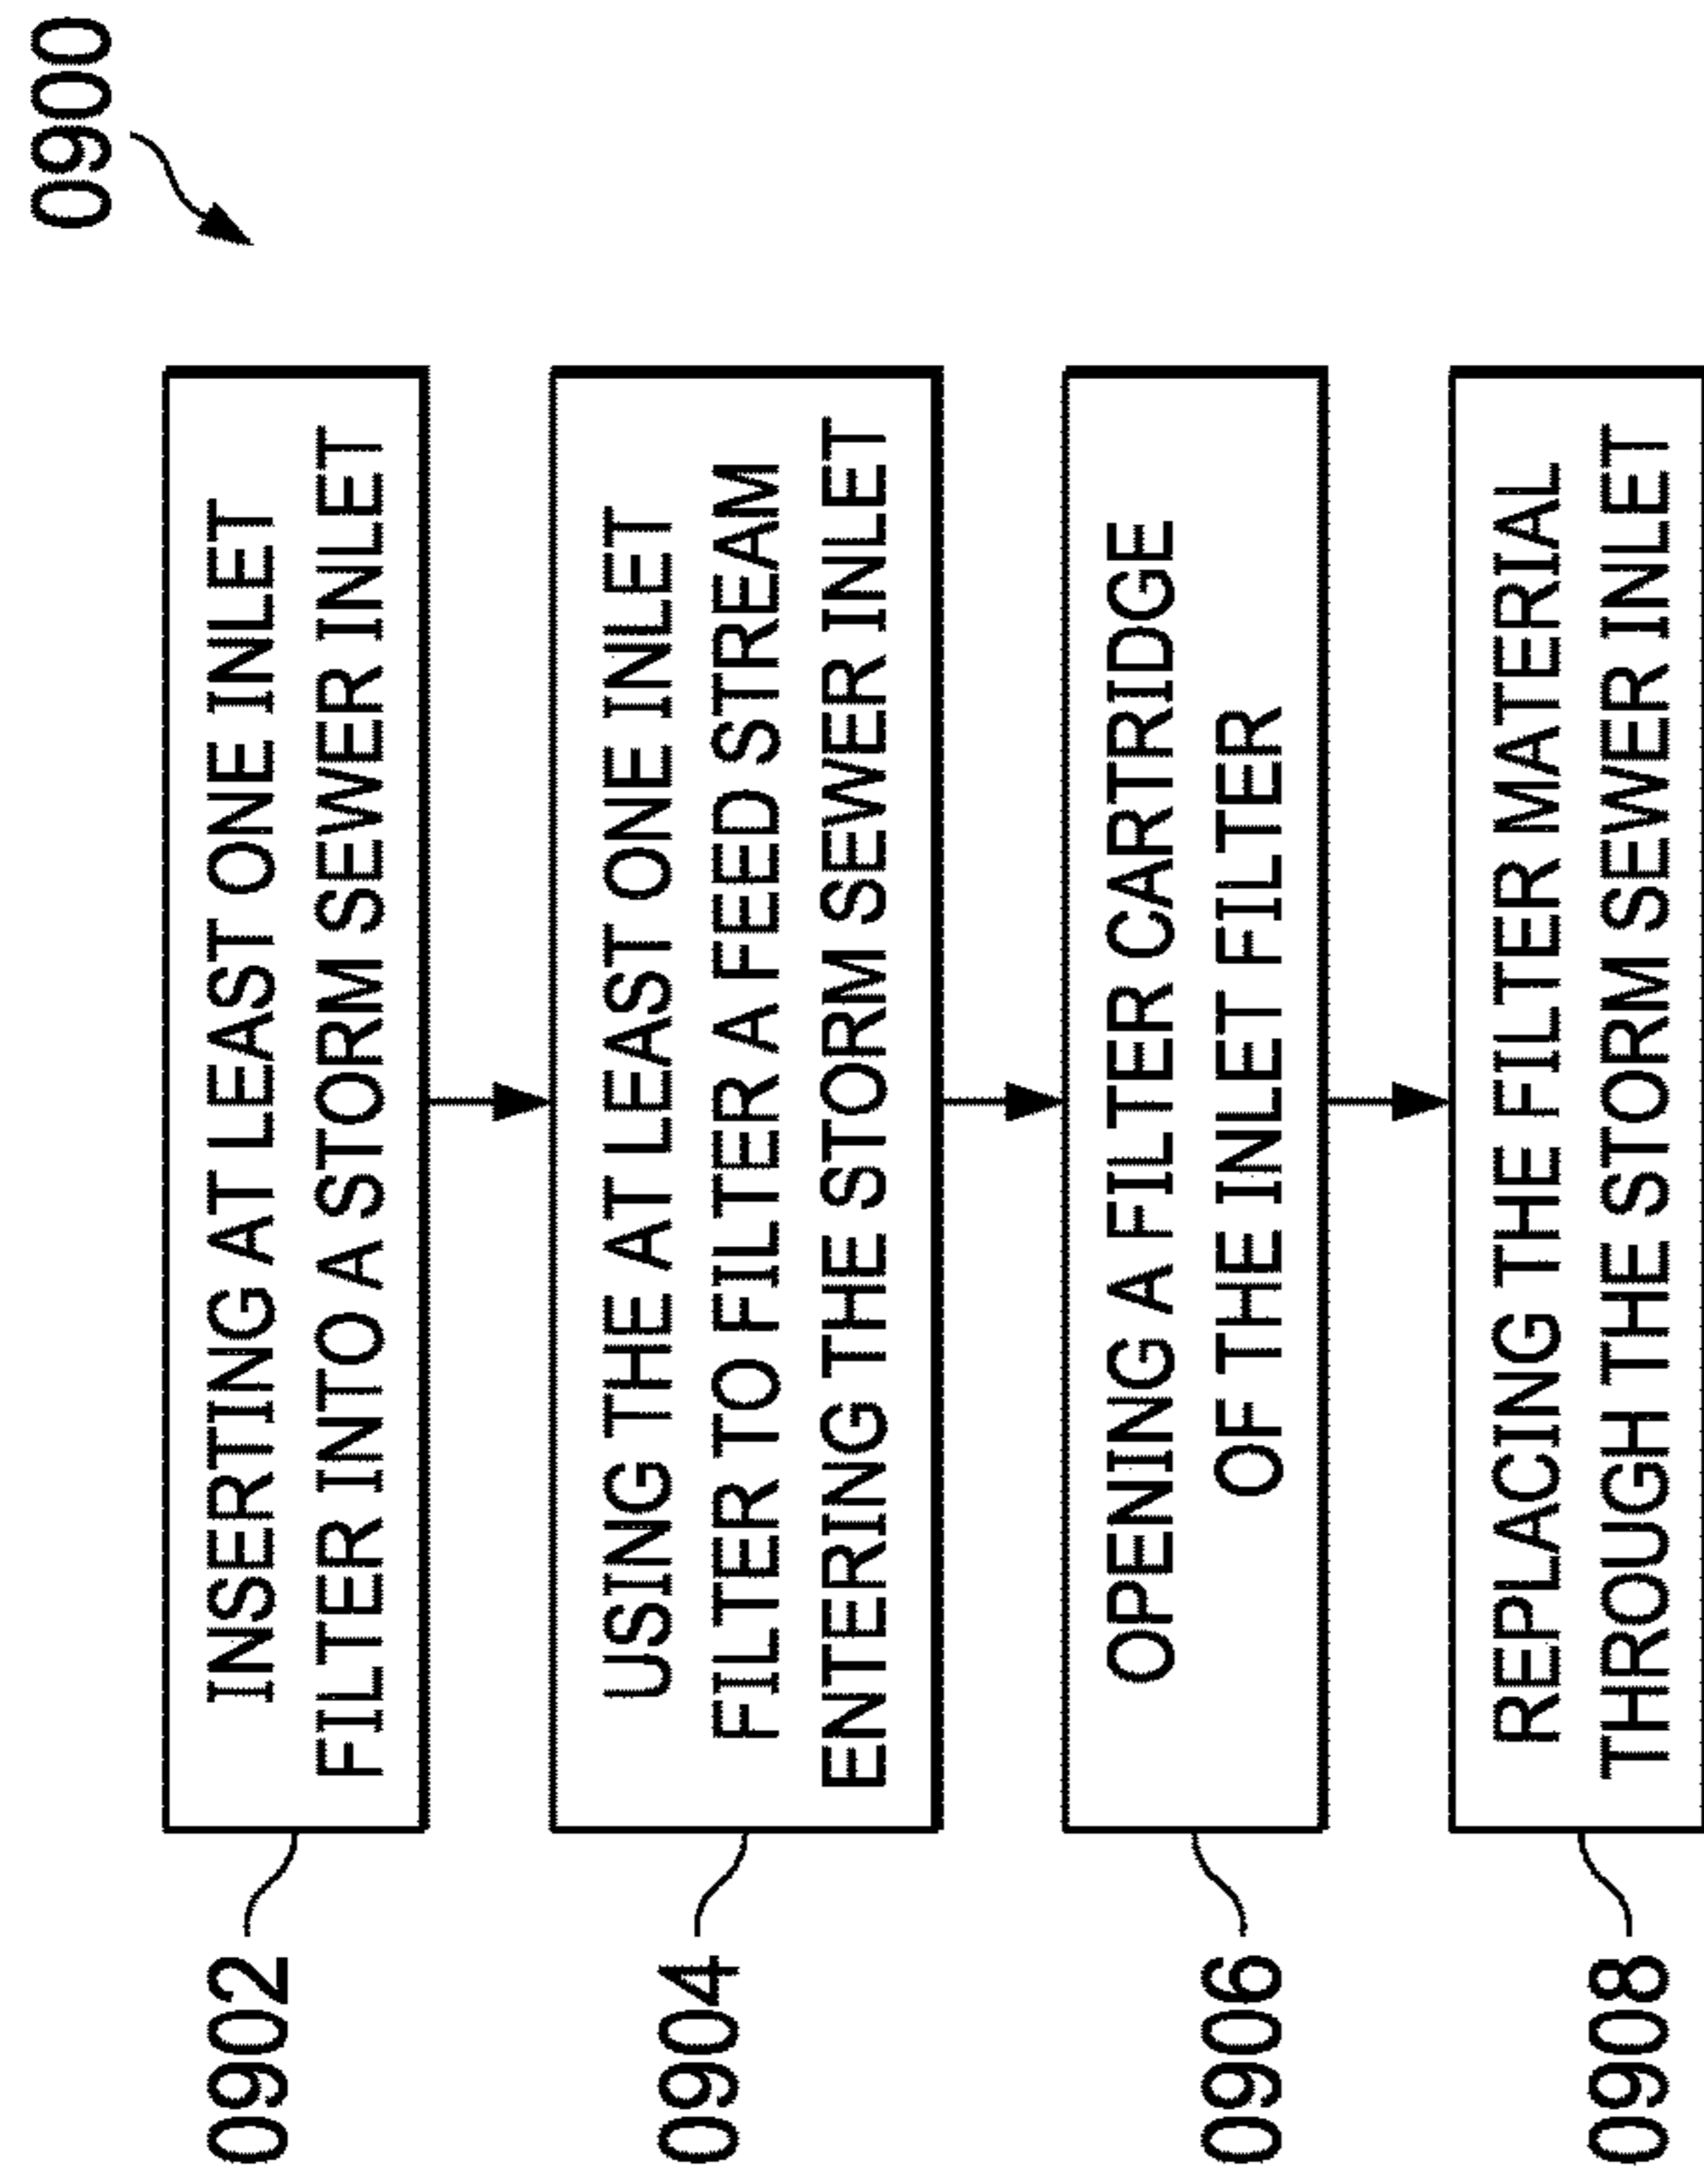 0900
0902
INSERTING AT LEAST ONE INLET
FILTER INTO A STORM SEWER INLET
0904
USING THE AT LEAST ONE INLET
FILTER TO FILTER A FEED STREAM
ENTERING THE STORM SEWER INLET
0906
OPENING A FILTER CARTRIDGE
OF THE INLET FILTER
0908
REPLACING THE FILTER MATERIAL
THROUGH THE STORM SEWER INLET